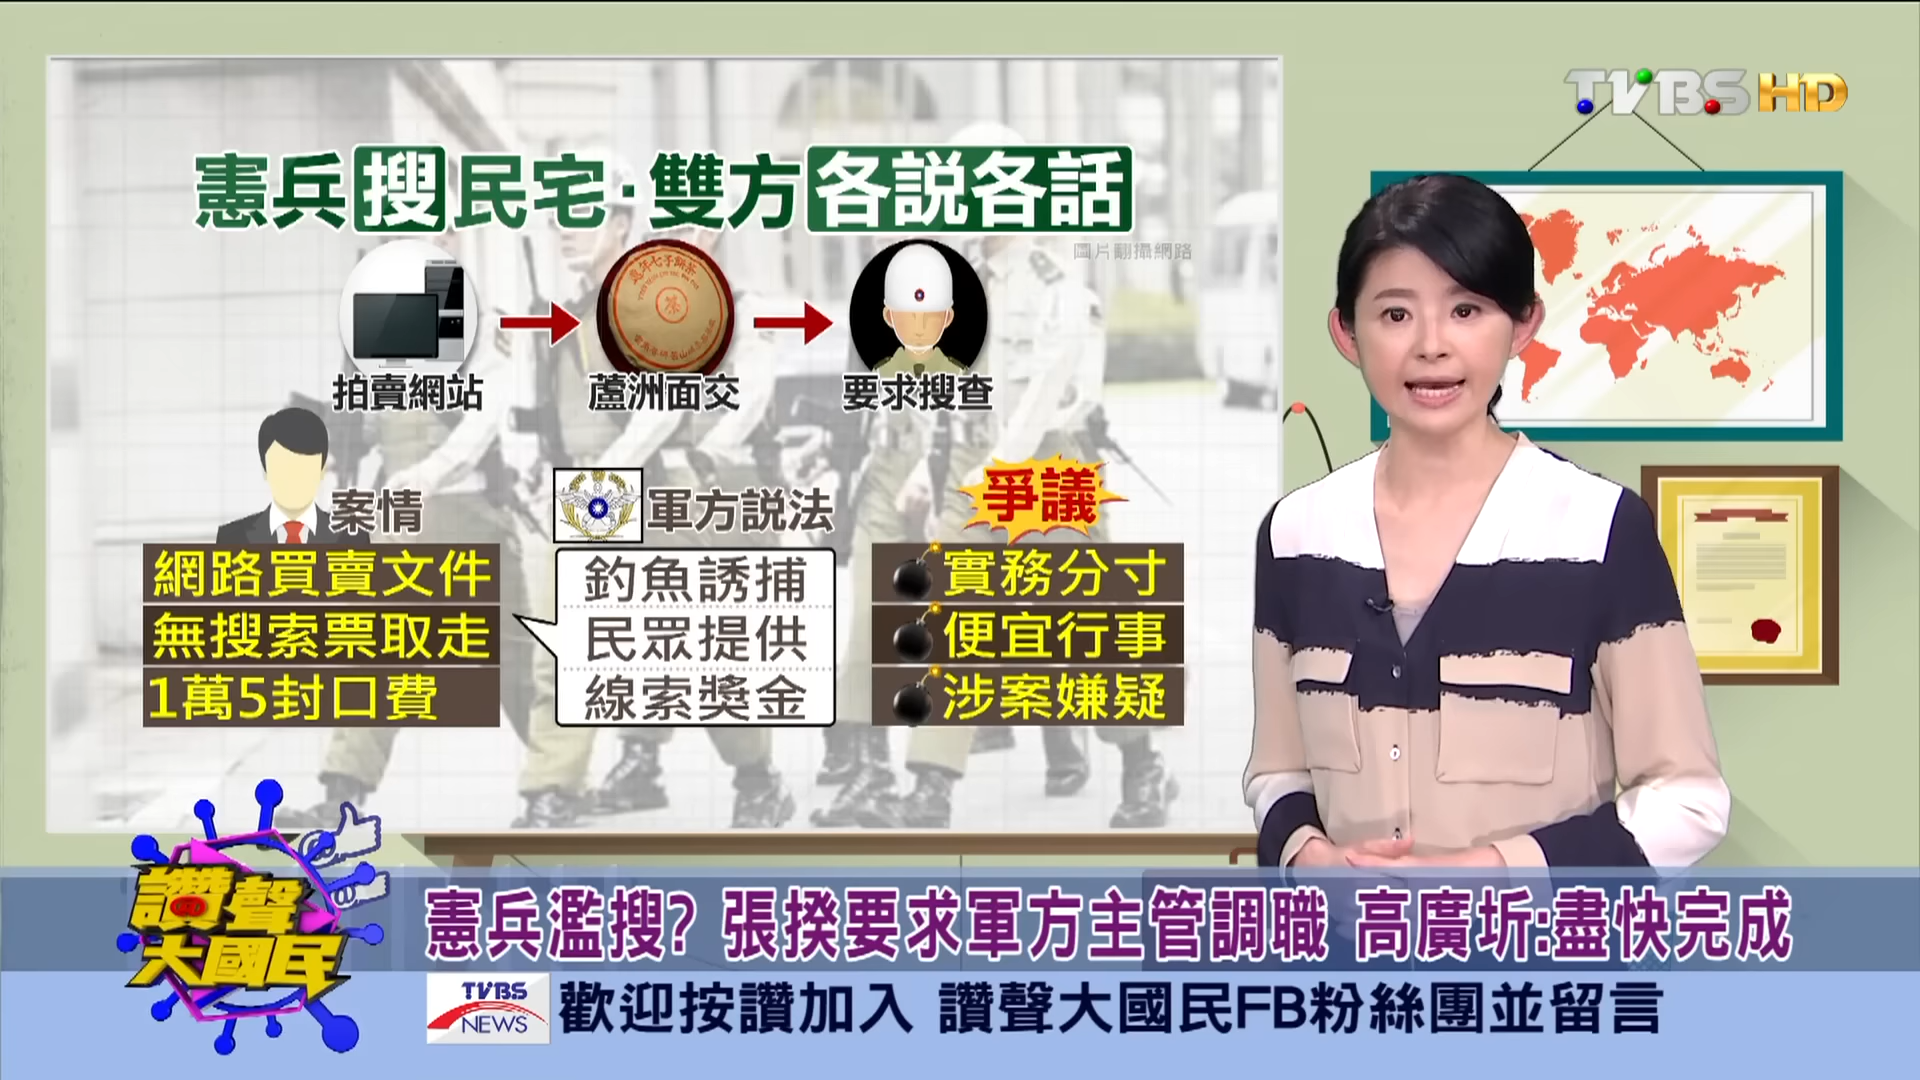 TVBS HD
憲兵搜民宅·雙方各說各話
圖片翻攝網路
拍賣網站
蘆洲面交
要求搜查
案情
網路買賣文件
無搜索票取走
1萬5封口費
軍方說法
釣魚誘捕
民眾提供
線索獎金
爭議
實務分寸
便宜行事
涉案嫌疑
讚聲
大國民
憲兵濫搜? 張揆要求軍方主管調職 高廣圻:盡快完成
TVBS
NEWS
歡迎按讚加入 讚聲大國民FB粉絲團並留言